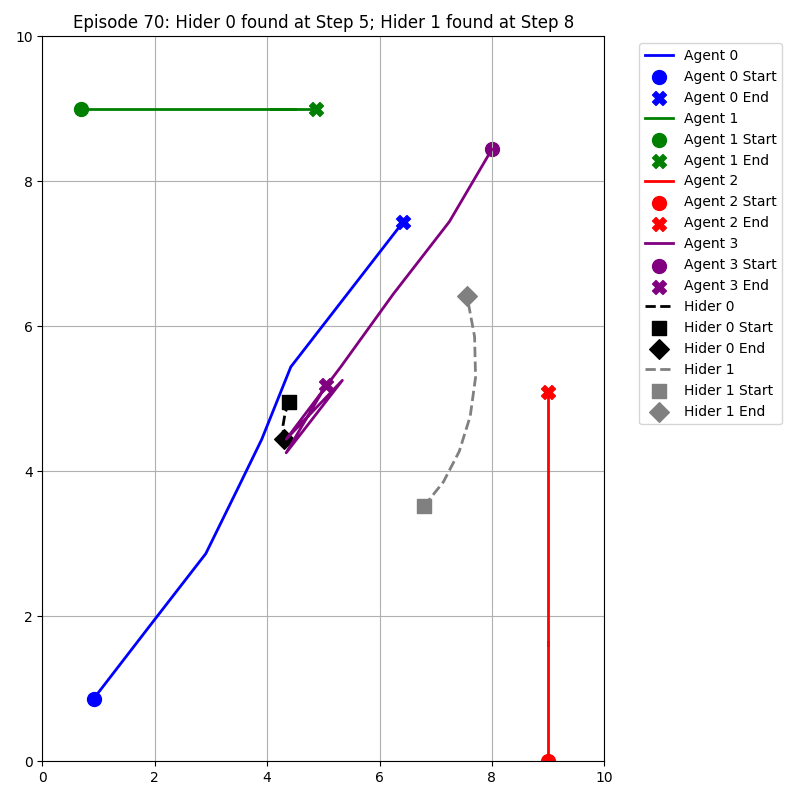 Episode 70: Hider 0 found at Step 5; Hider 1 found at Step 8
10
8
6
4
2
0
0
2
4
6
8
10
Agent 0
Agent 0 Start
Agent 0 End
Agent 1
Agent 1 Start
Agent 1 End
Agent 2
Agent 2 Start
Agent 2 End
Agent 3
Agent 3 Start
Agent 3 End
Hider 0
Hider 0 Start
Hider 0 End
Hider 1
Hider 1 Start
Hider 1 End